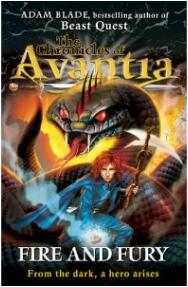 ADAM BLADE, bestselling author of
Beast Quest
The Chronicles of
Avantia
FIRE AND FURY
From the dark, a hero arises